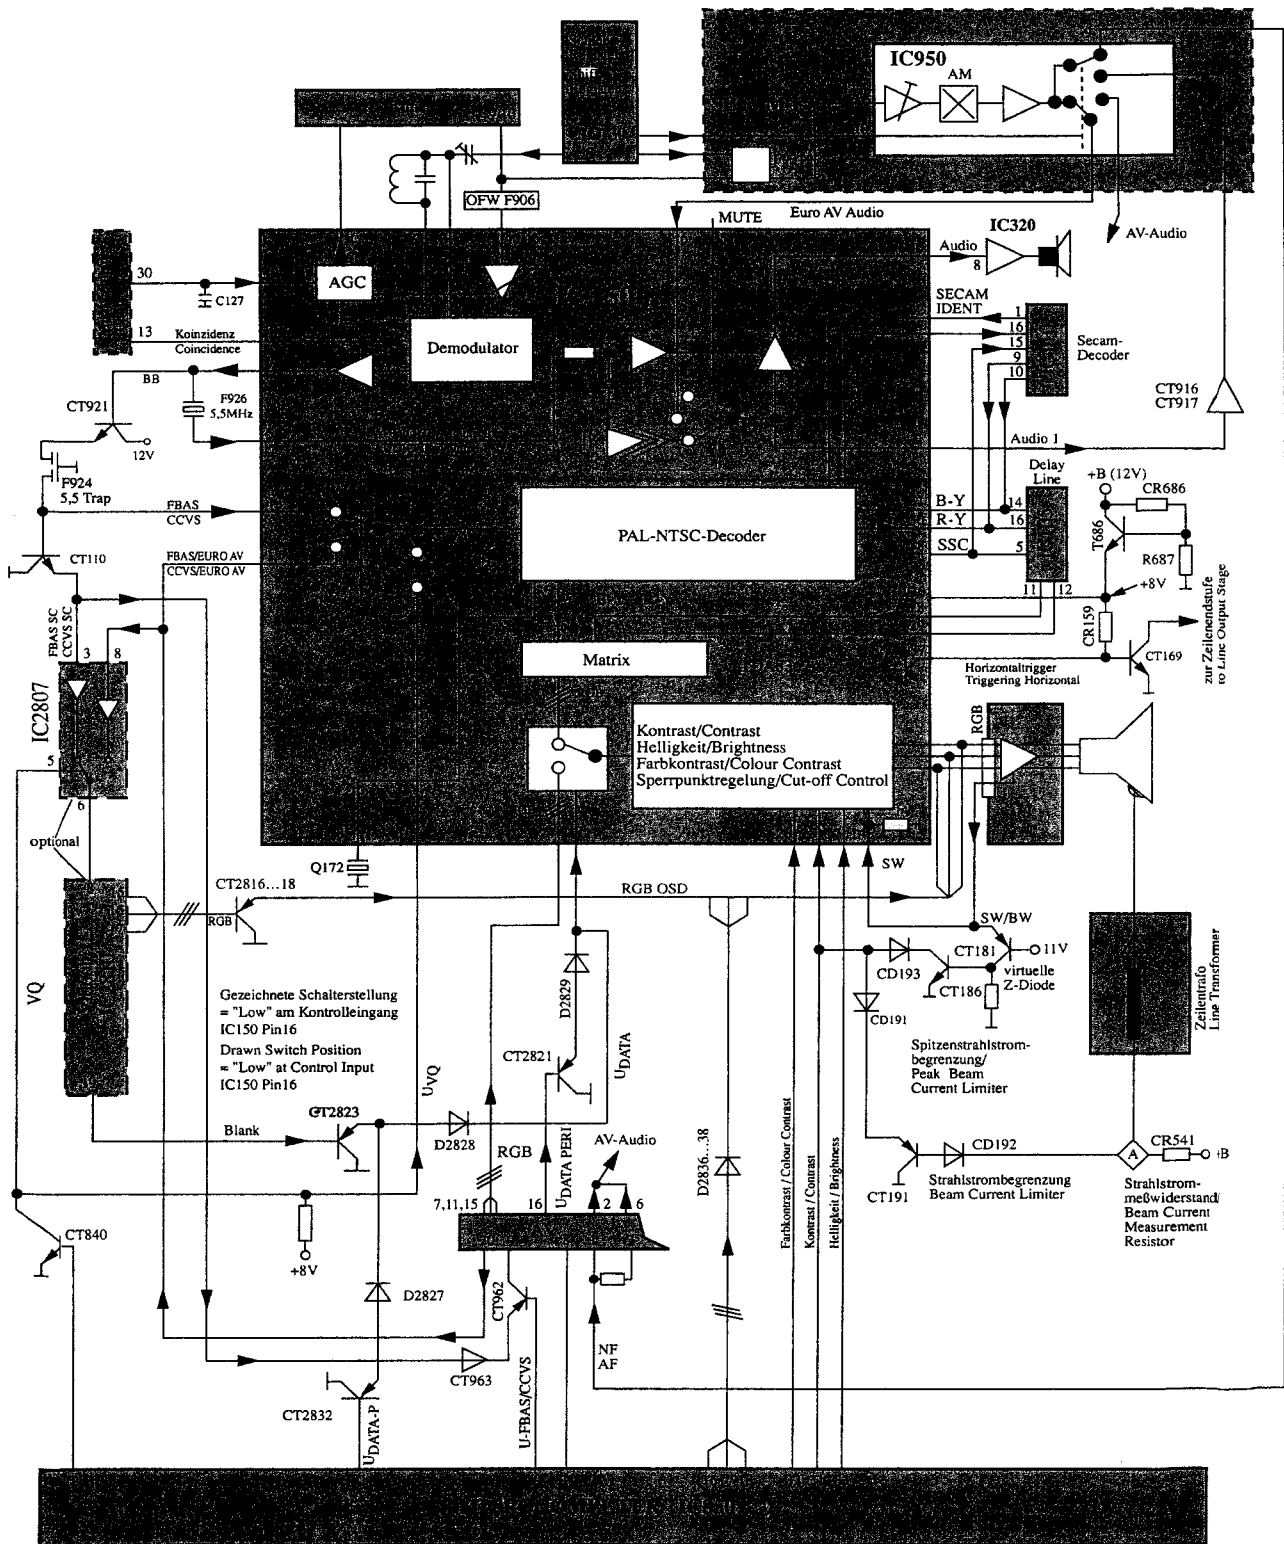 IC950
AM
OFW F906
MUTE
Euro AV Audio
AV-Audio
IC320
Audio
8
30
C127
AGC
13
Koinzidenz
Coincidence
Demodulator
SECAM
IDENT
1
16
15
9
10
Secam-
Decoder
BB
CT921
F926
5,5MHz
12V
F924
5,5 Trap
CT916
CT917
Audio 1
Delay
Line
+B (12V)
CR686
FBAS
CCVS
B-Y
14
R-Y
16
SSC
5
T686
R687
PAL-NTSC-Decoder
CT110
FBAS/EURO AV
CCVS/EURO AV
11
12
+8V
CR159
CT169
zur Zeilenendstufe
to Line Output Stage
FBAS SC
CCVS SC
3
8
IC2807
Matrix
Horizontaltrigger
Triggering Horizontal
RGB
Kontrast/Contrast
Helligkeit/Brightness
Farbkontrast/Colour Contrast
Sperrpunktregelung/Cut-off Control
5
6
optional
Q172
SW
CT2816...18
RGB
RGB OSD
SW/BW
CT181
11V
CD193
CT186
virtuelle
Z-Diode
CD191
VQ
Gezeichnete Schalterstellung
= "Low" am Kontrolleingang
IC150 Pin16
Drawn Switch Position
= "Low" at Control Input
IC150 Pin16
D2829
CT2821
UDATA
UVQ
Spitzenstrahlstrom-
begrenzung/
Peak Beam
Current Limiter
Zeilentrafo
Line Transformer
CT2823
Blank
D2828
RGB
UDATA PERI
AV-Audio
D2836...38
Farbkontrast / Colour Contrast
Kontrast / Contrast
Helligkeit / Brightness
CD192
CT191
Strahlstrombegrenzung
Beam Current Limiter
A
CR541
+B
Strahlstrom-
meßwiderstand/
Beam Current
Measurement
Resistor
7,11,15
16
2
6
CT840
+8V
D2827
CT962
CT963
NF
AF
CT2832
UDATA-P
U-FBAS/CCVS